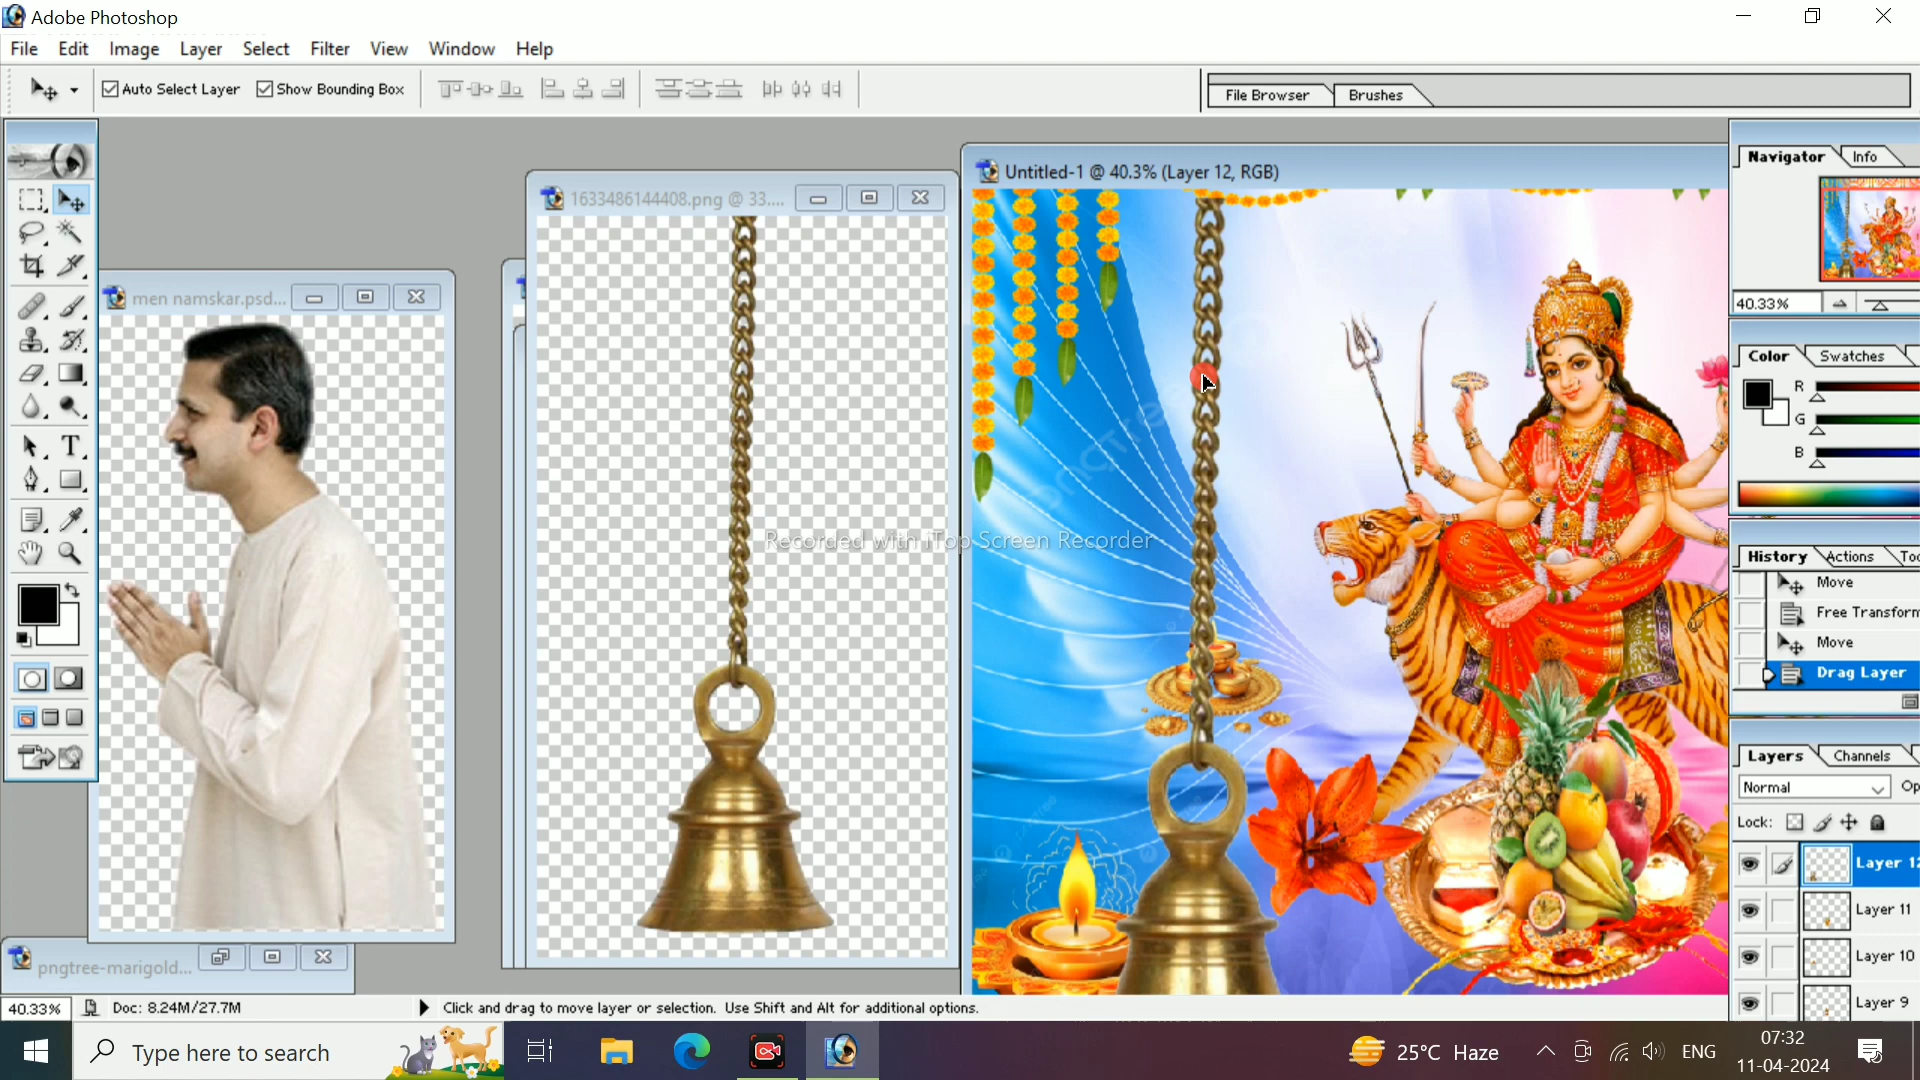 Adobe Photoshop
File Edit Image Layer Select Filter View Window Help
Auto Select Layer Show Bounding Box
File Browser Brushes
Untitled-1 @ 40.3% (Layer 12, RGB)
1633486144408.png @ 33....
men namskar.psd...
pngtree-marigold...
Navigator Info
40.33%
Color Swatches
R
G
B
History Actions
Move
Free Transform
Move
Drag Layer
Layers Channels
Normal
Lock:
Layer 12
Layer 11
Layer 10
Layer 9
Recorded with iTop Screen Recorder
40.33% Doc: 8.24M/27.7M Click and drag to move layer or selection. Use Shift and Alt for additional options.
Type here to search
25°C Haze
ENG
07:32
11-04-2024